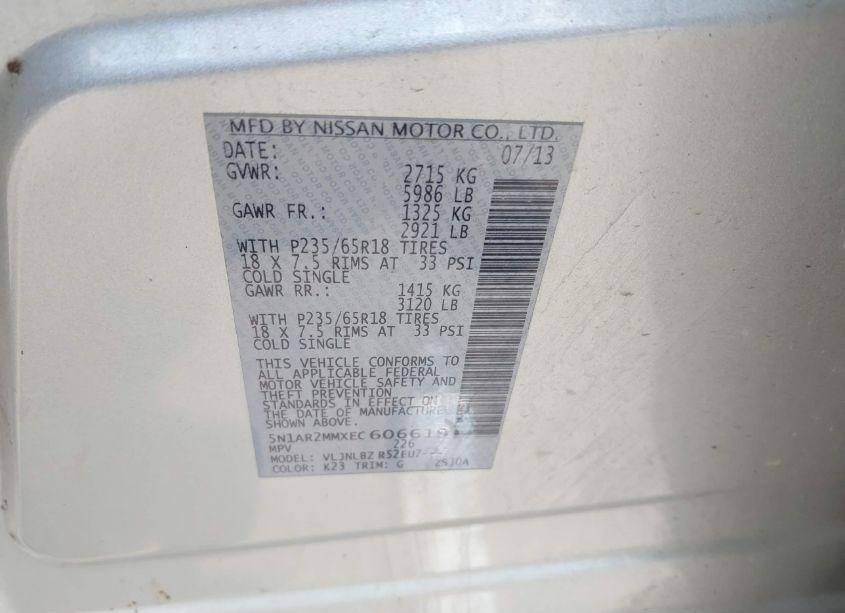 MFD BY NISSAN MOTOR CO., LTD.
DATE: 07/13
GVWR: 2715 KG
5986 LB
GAWR FR.: 1325 KG
2921 LB
WITH P235/65R18 TIRES
18 X 7.5 RIMS AT 33 PSI
COLD SINGLE
GAWR RR.: 1415 KG
3120 LB
WITH P235/65R18 TIRES
18 X 7.5 RIMS AT 33 PSI
COLD SINGLE
THIS VEHICLE CONFORMS TO
ALL APPLICABLE FEDERAL
MOTOR VEHICLE SAFETY AND
THEFT PREVENTION
STANDARDS IN EFFECT ON
THE DATE OF MANUFACTURE
SHOWN ABOVE.
5N1AR2MMXEC
MPV 226
MODEL:
COLOR: K23 TRIM: G